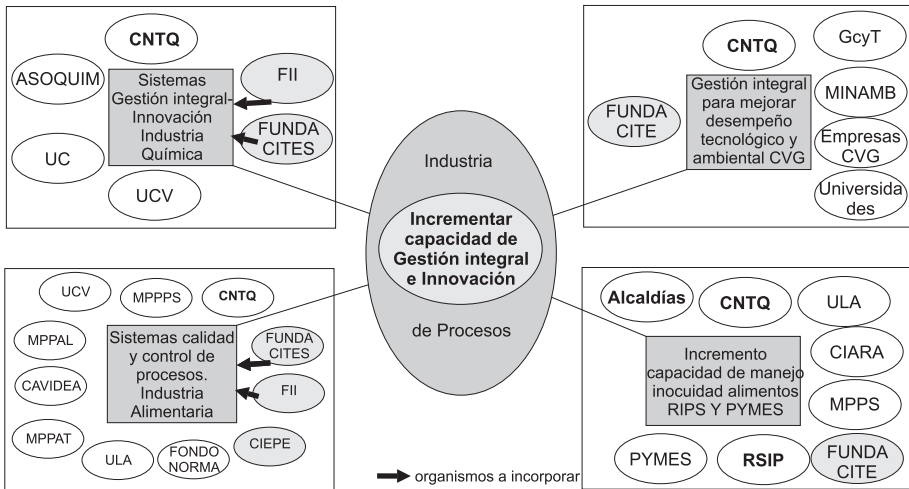 CNTQ
ASOQUIM
FII
Sistemas
Gestión integral-
Innovación
Industria
Química
FUNDA
CITES
UC
UCV
CNTQ
GcyT
MINAMB
FUNDA
CITE
Gestión integral
para mejorar
desempeño
tecnológico y
ambiental CVG
Empresas
CVG
Universida
des
Industria
Incrementar
capacidad de
Gestión integral
e Innovación
de Procesos
UCV
MPPPS
CNTQ
MPPAL
FUNDA
CITES
Sistemas calidad
y control de
procesos.
Industria
Alimentaria
CAVIDEA
FII
MPPAT
ULA
FONDO
NORMA
CIEPE
Alcaldías
CNTQ
ULA
CIARA
Incremento
capacidad de manejo
inocuidad alimentos
RIPS Y PYMES
MPPS
PYMES
RSIP
FUNDA
CITE
organismos a incorporar